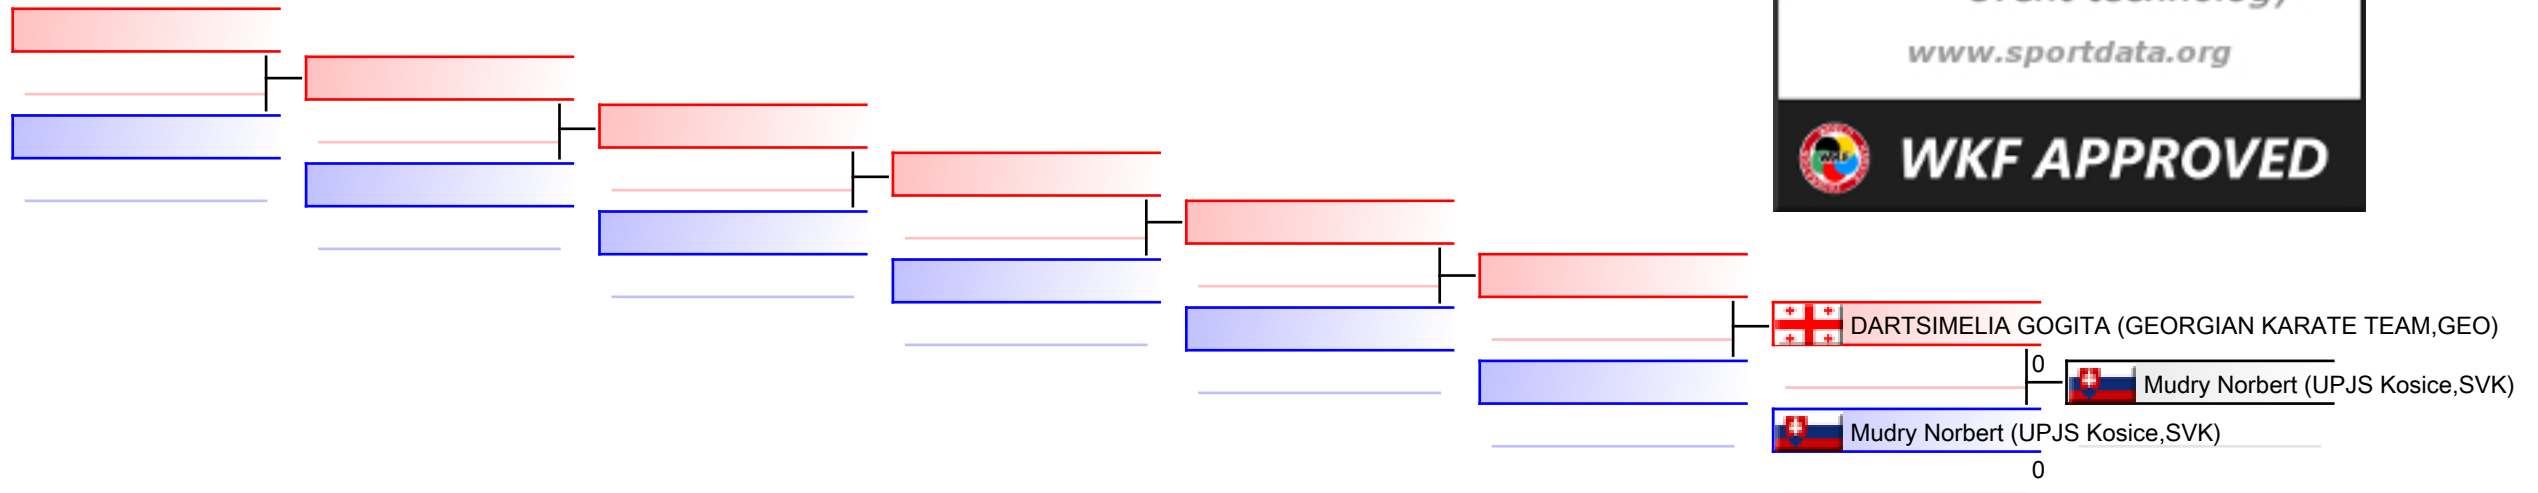 www.sportdata.org
WKF APPROVED
DARTSIMELIA GOGITA (GEORGIAN KARATE TEAM,GEO)
0
Mudry Norbert (UPJS Kosice,SVK)
Mudry Norbert (UPJS Kosice,SVK)
0